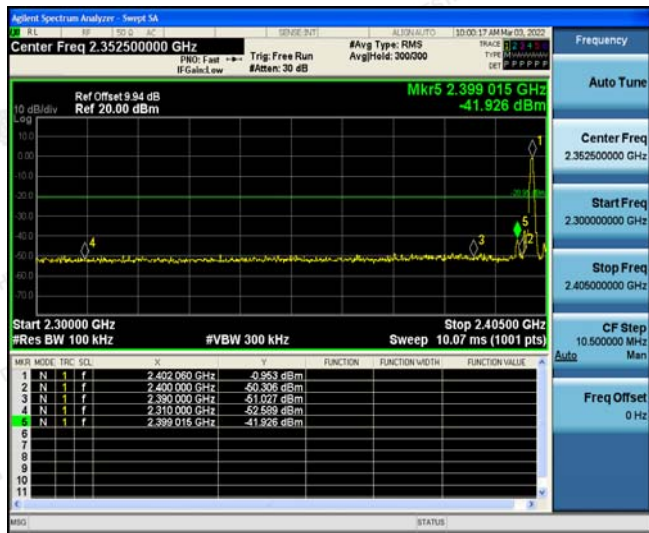 Agilent Spectrum Analyzer - Swept SA
RL RF 50 Ω AC SENSE:INT ALIGN AUTO 10:00:17 AM Mar 03, 2022
Center Freq 2.352500000 GHz
PNO: Fast
IFGain:Low
Trig: Free Run
#Atten: 30 dB
#Avg Type: RMS
Avg|Hold: 300/300
TRACE 1 2 3 4 5 6
TYPE
DET P P P P P P
Frequency
Ref Offset 9.94 dB
10 dB/div Ref 20.00 dBm
Log
Mkr5 2.399 015 GHz
-41.926 dBm
10.0
0.00
-10.0
-20.0
-30.0
-40.0
-50.0
-60.0
-70.0
1
5
2
3
4
Start 2.30000 GHz
Stop 2.40500 GHz
#Res BW 100 kHz #VBW 300 kHz Sweep 10.07 ms (1001 pts)
MKR MODE TRC SCL X Y FUNCTION FUNCTION WIDTH FUNCTION VALUE
1 N 1 f 2.402 060 GHz -0.953 dBm
2 N 1 f 2.400 000 GHz -50.306 dBm
3 N 1 f 2.390 000 GHz -51.027 dBm
4 N 1 f 2.310 000 GHz -52.589 dBm
5 N 1 f 2.399 015 GHz -41.926 dBm
6
7
8
9
10
11
Auto Tune
Center Freq
2.352500000 GHz
Start Freq
2.300000000 GHz
Stop Freq
2.405000000 GHz
CF Step
10.500000 MHz
Auto Man
Freq Offset
0 Hz
MSG STATUS